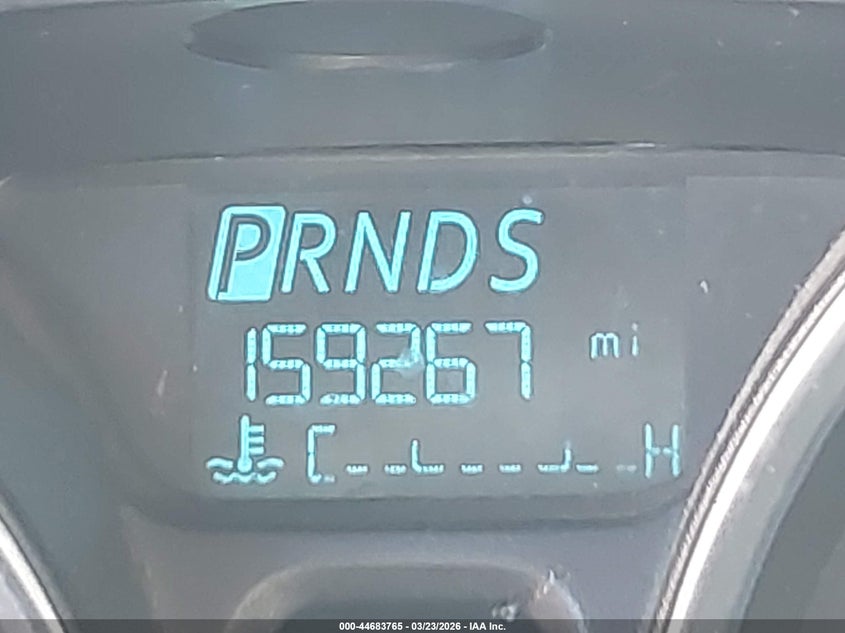 PRNDS
159267 mi
C H
000-44683765 - 03/23/2026 - IAA Inc.